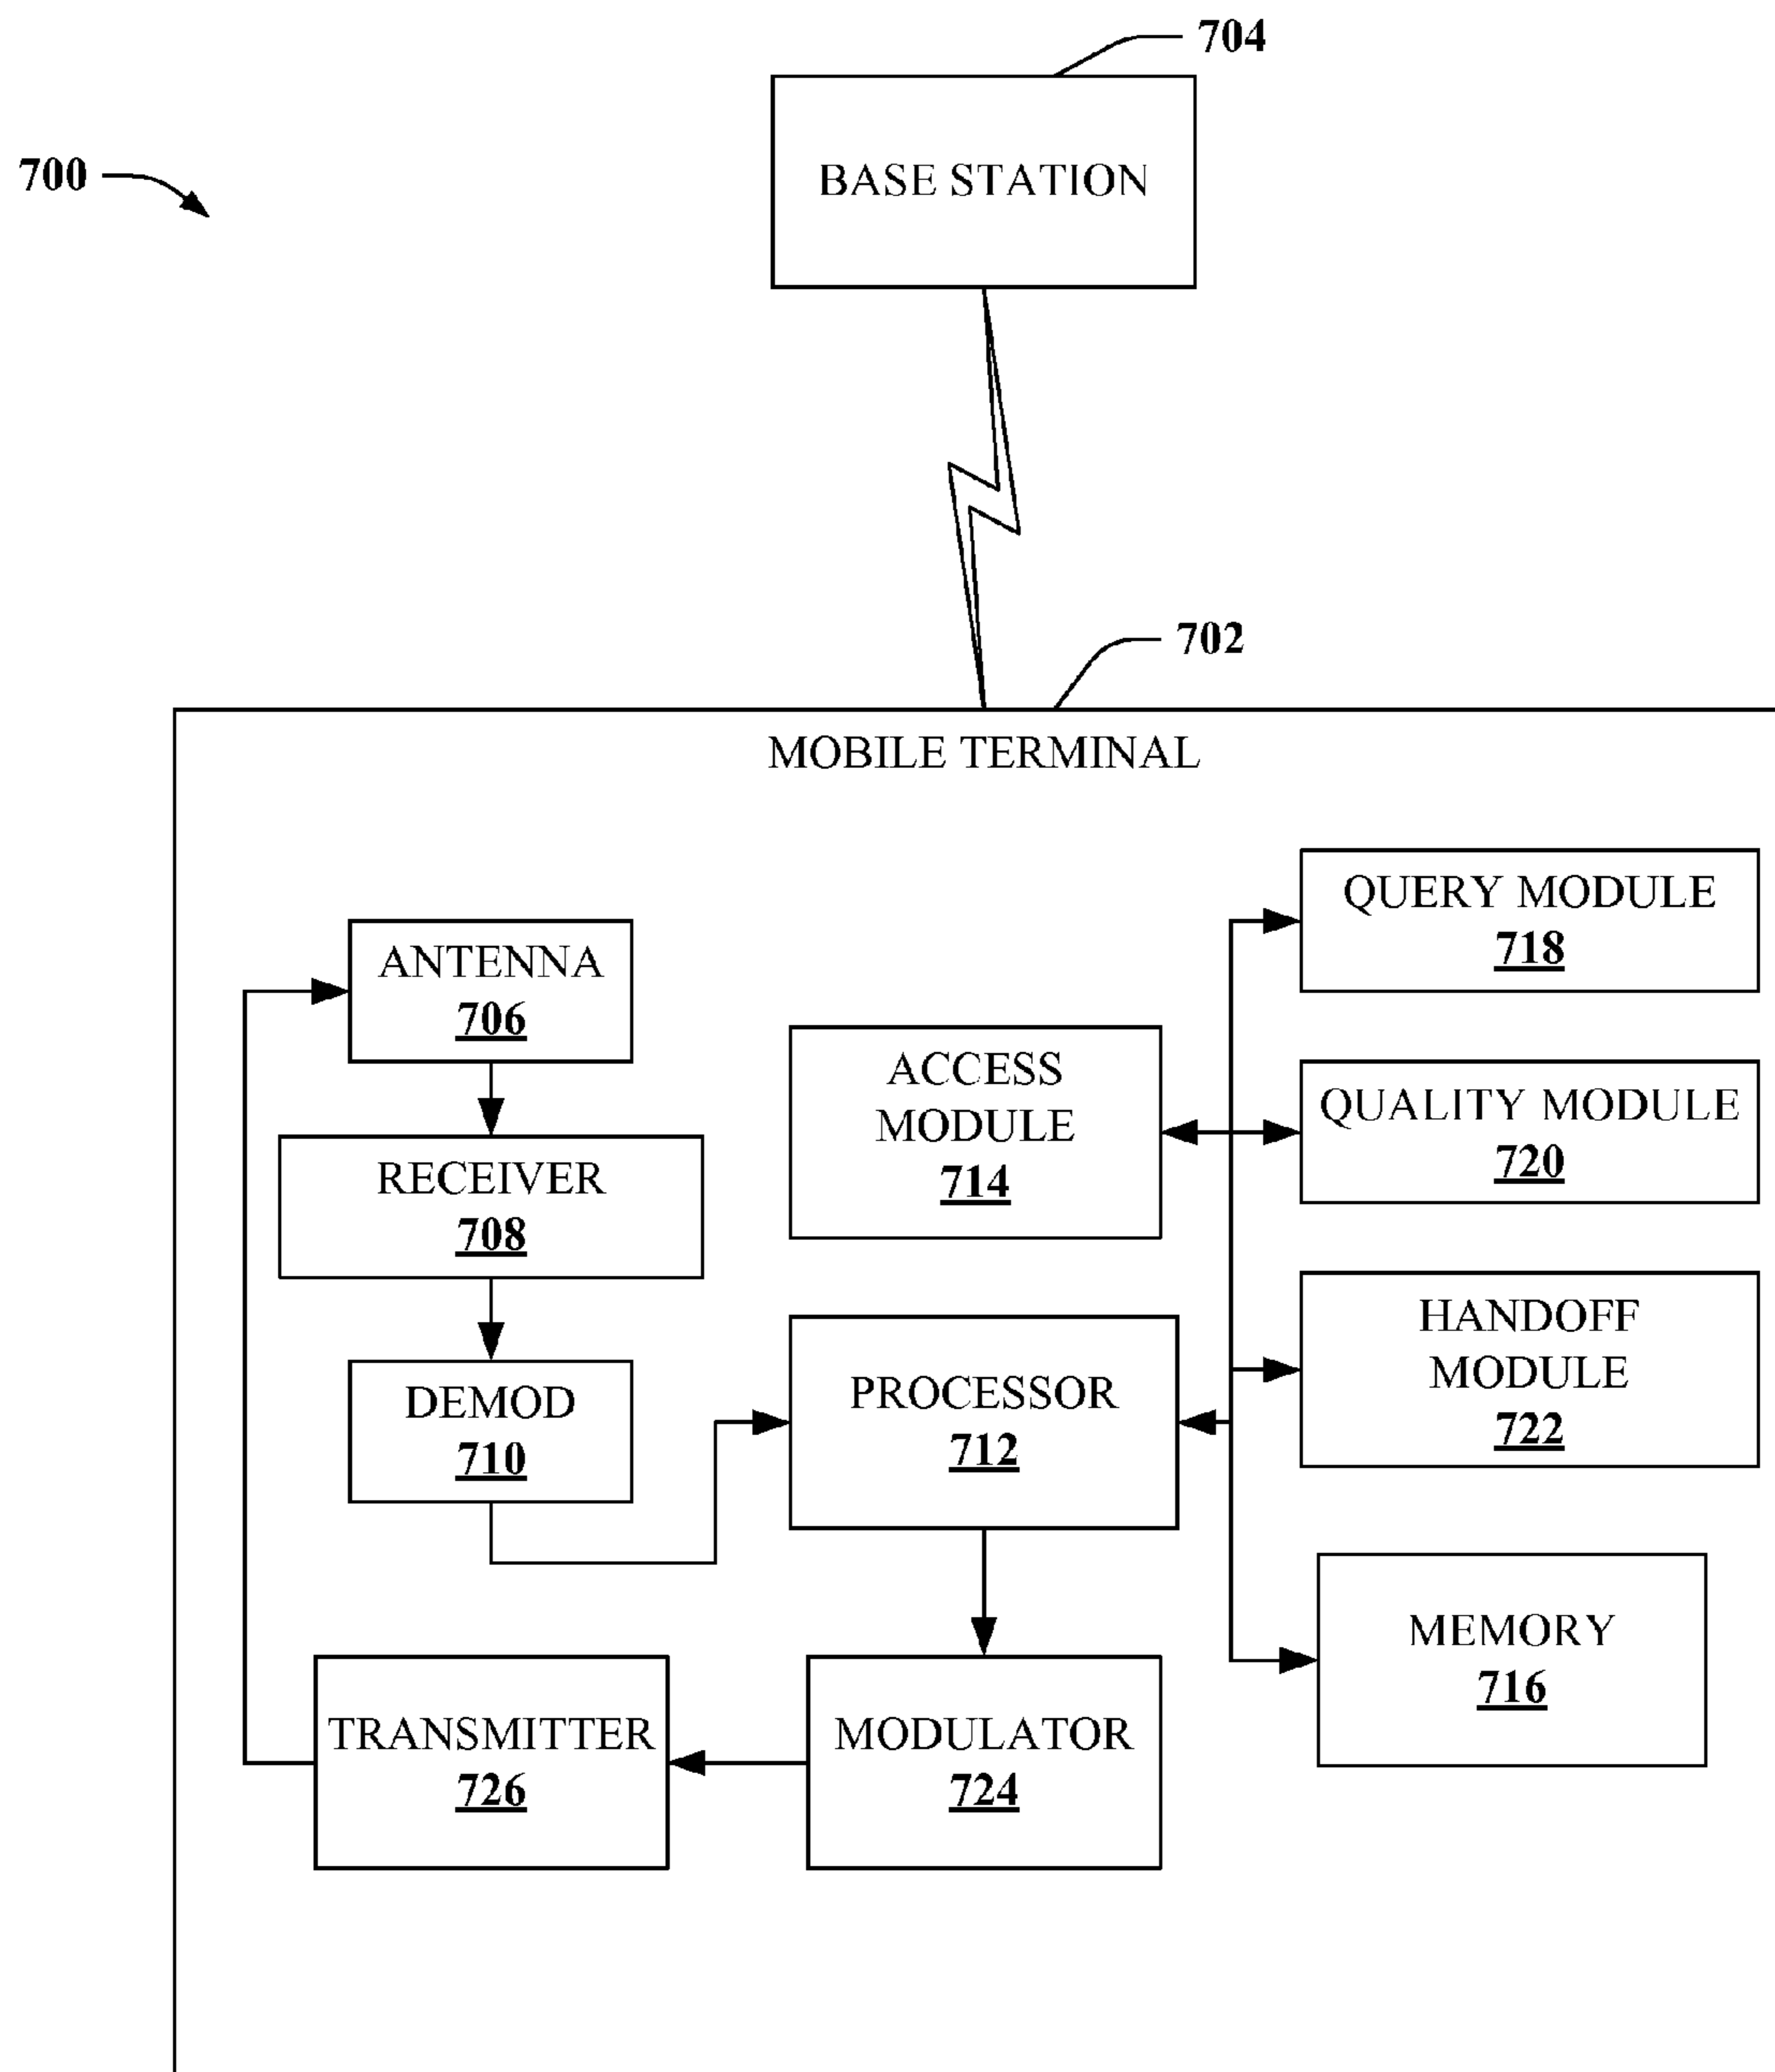 704
700
BASE STATION
702
MOBILE TERMINAL
QUERY MODULE
718
ANTENNA
706
ACCESS
MODULE
714
QUALITY MODULE
720
RECEIVER
708
HANDOFF
MODULE
722
DEMOD
710
PROCESSOR
712
MEMORY
716
TRANSMITTER
726
MODULATOR
724